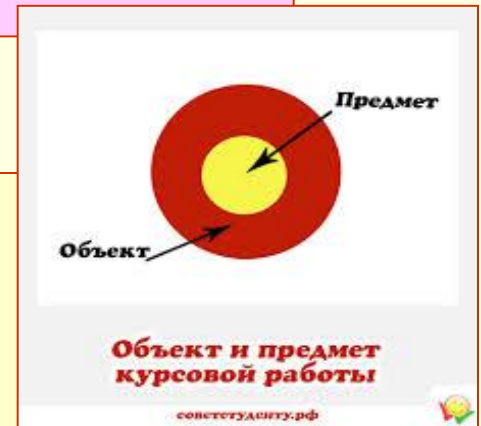 Предмет
Объект
Объект и предмет
курсовой работы
советстуденту.рф